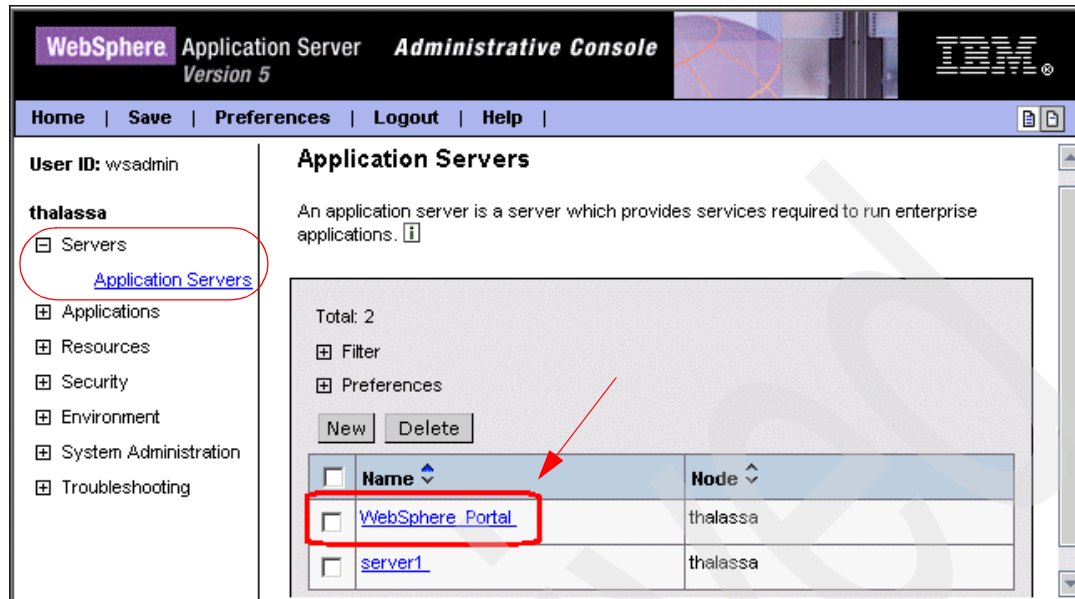 WebSphere Application Server Administrative Console
Version 5
IBM®
Home | Save | Preferences | Logout | Help |
User ID: wsadmin
thalassa
Servers
Application Servers
Applications
Resources
Security
Environment
System Administration
Troubleshooting
Application Servers
An application server is a server which provides services required to run enterprise
applications. i
Total: 2
Filter
Preferences
New Delete
Name Node
WebSphere_Portal thalassa
server1 thalassa